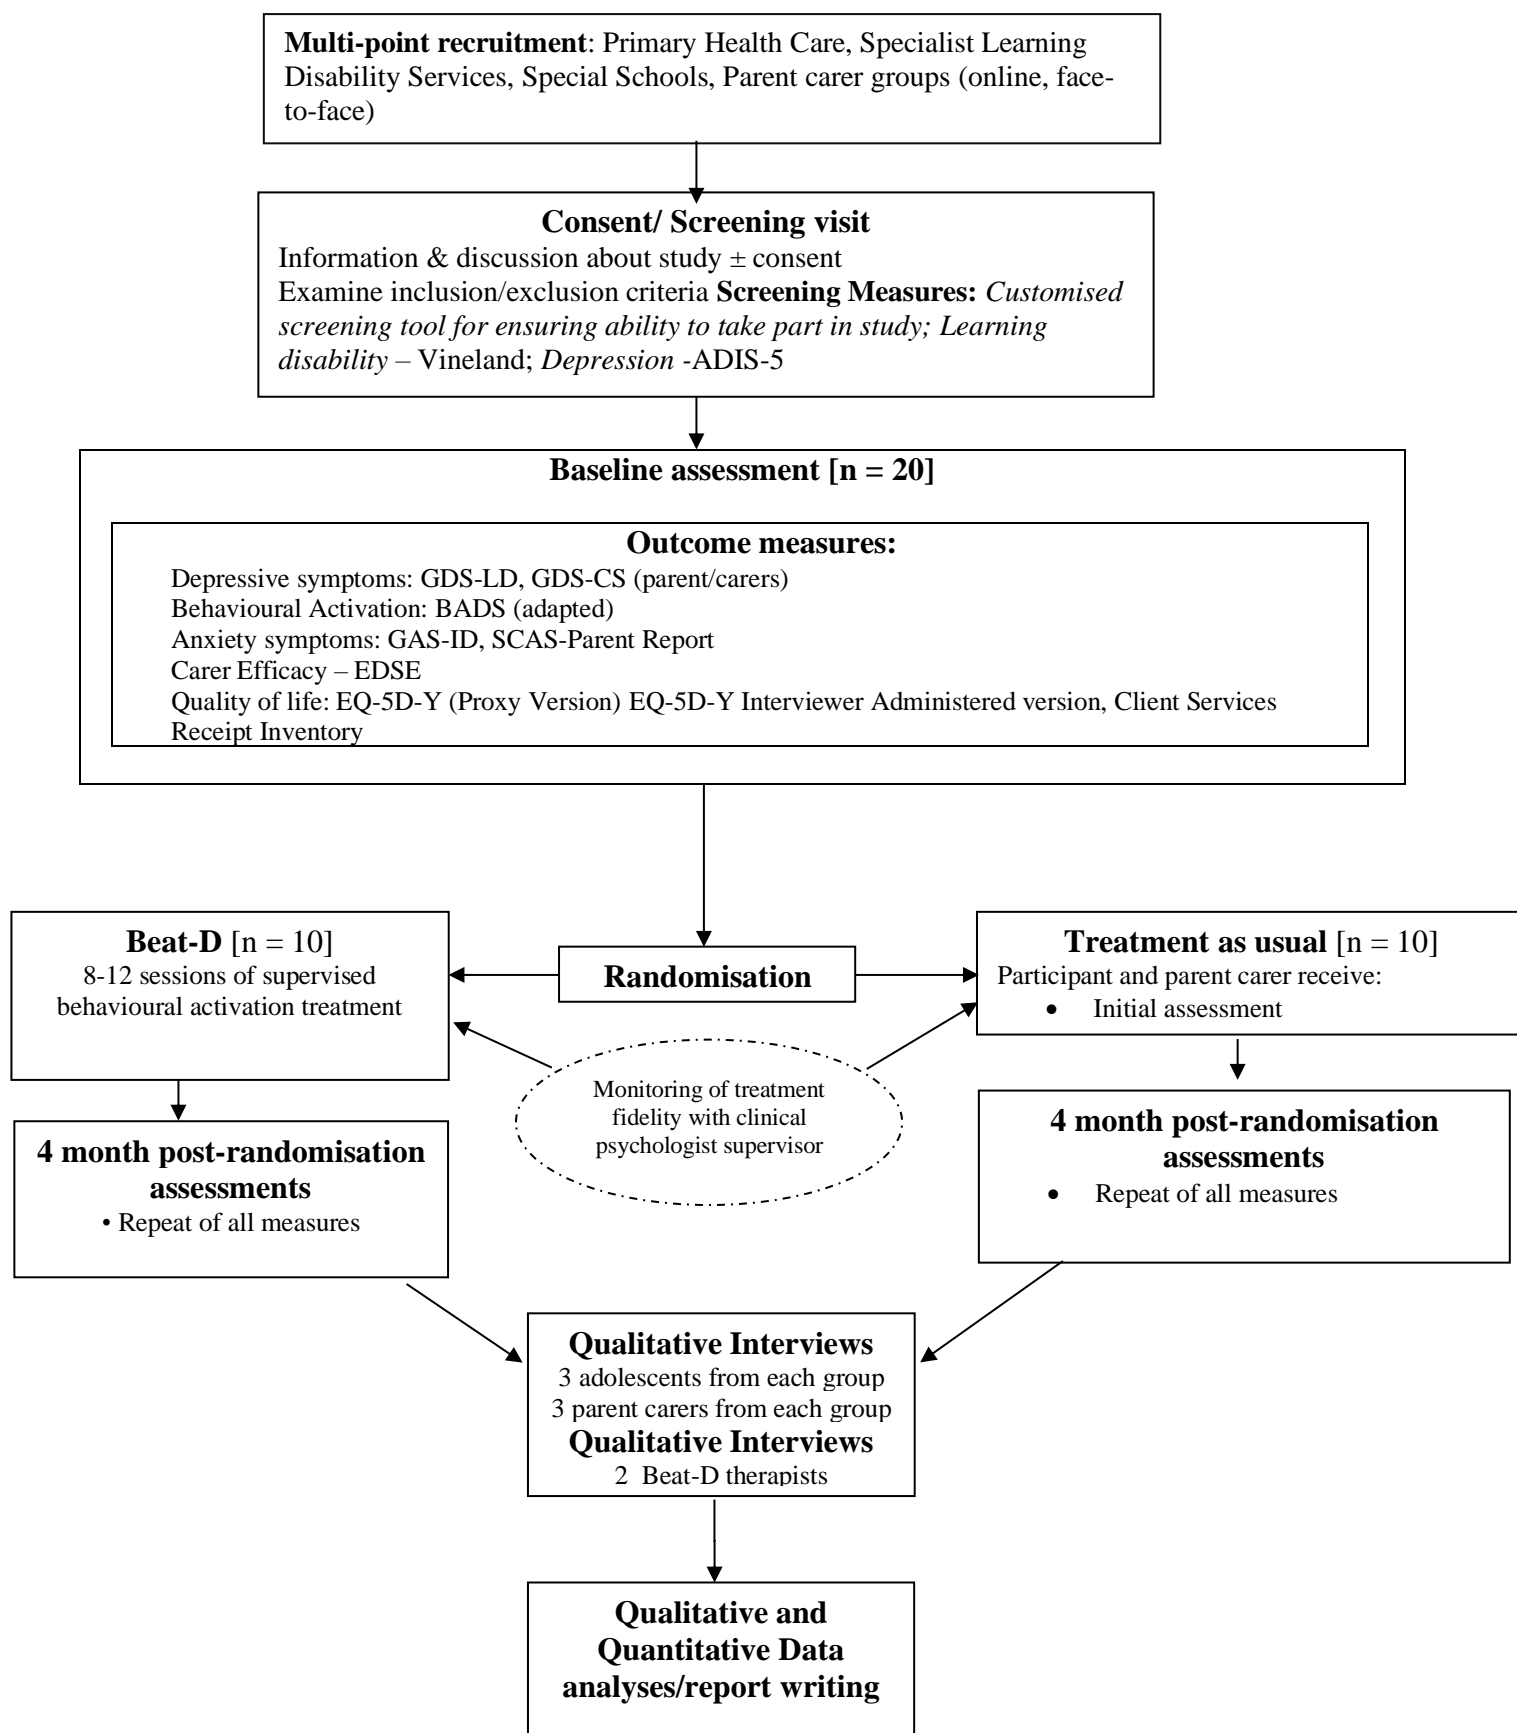 Multi-point recruitment: Primary Health Care, Specialist Learning
Disability Services, Special Schools, Parent carer groups (online, face-
to-face)
Consent/ Screening visit
Information & discussion about study ± consent
Examine inclusion/exclusion criteria Screening Measures: Customised
screening tool for ensuring ability to take part in study; Learning
disability – Vineland; Depression -ADIS-5
Baseline assessment [n = 20]
Outcome measures:
Depressive symptoms: GDS-LD, GDS-CS (parent/carers)
Behavioural Activation: BADS (adapted)
Anxiety symptoms: GAS-ID, SCAS-Parent Report
Carer Efficacy – EDSE
Quality of life: EQ-5D-Y (Proxy Version) EQ-5D-Y Interviewer Administered version, Client Services
Receipt Inventory
Beat-D [n = 10]
8-12 sessions of supervised
behavioural activation treatment
Randomisation
Treatment as usual [n = 10]
Participant and parent carer receive:
• Initial assessment
Monitoring of treatment
fidelity with clinical
psychologist supervisor
4 month post-randomisation
assessments
• Repeat of all measures
4 month post-randomisation
assessments
• Repeat of all measures
Qualitative Interviews
3 adolescents from each group
3 parent carers from each group
Qualitative Interviews
2 Beat-D therapists
Qualitative and
Quantitative Data
analyses/report writing